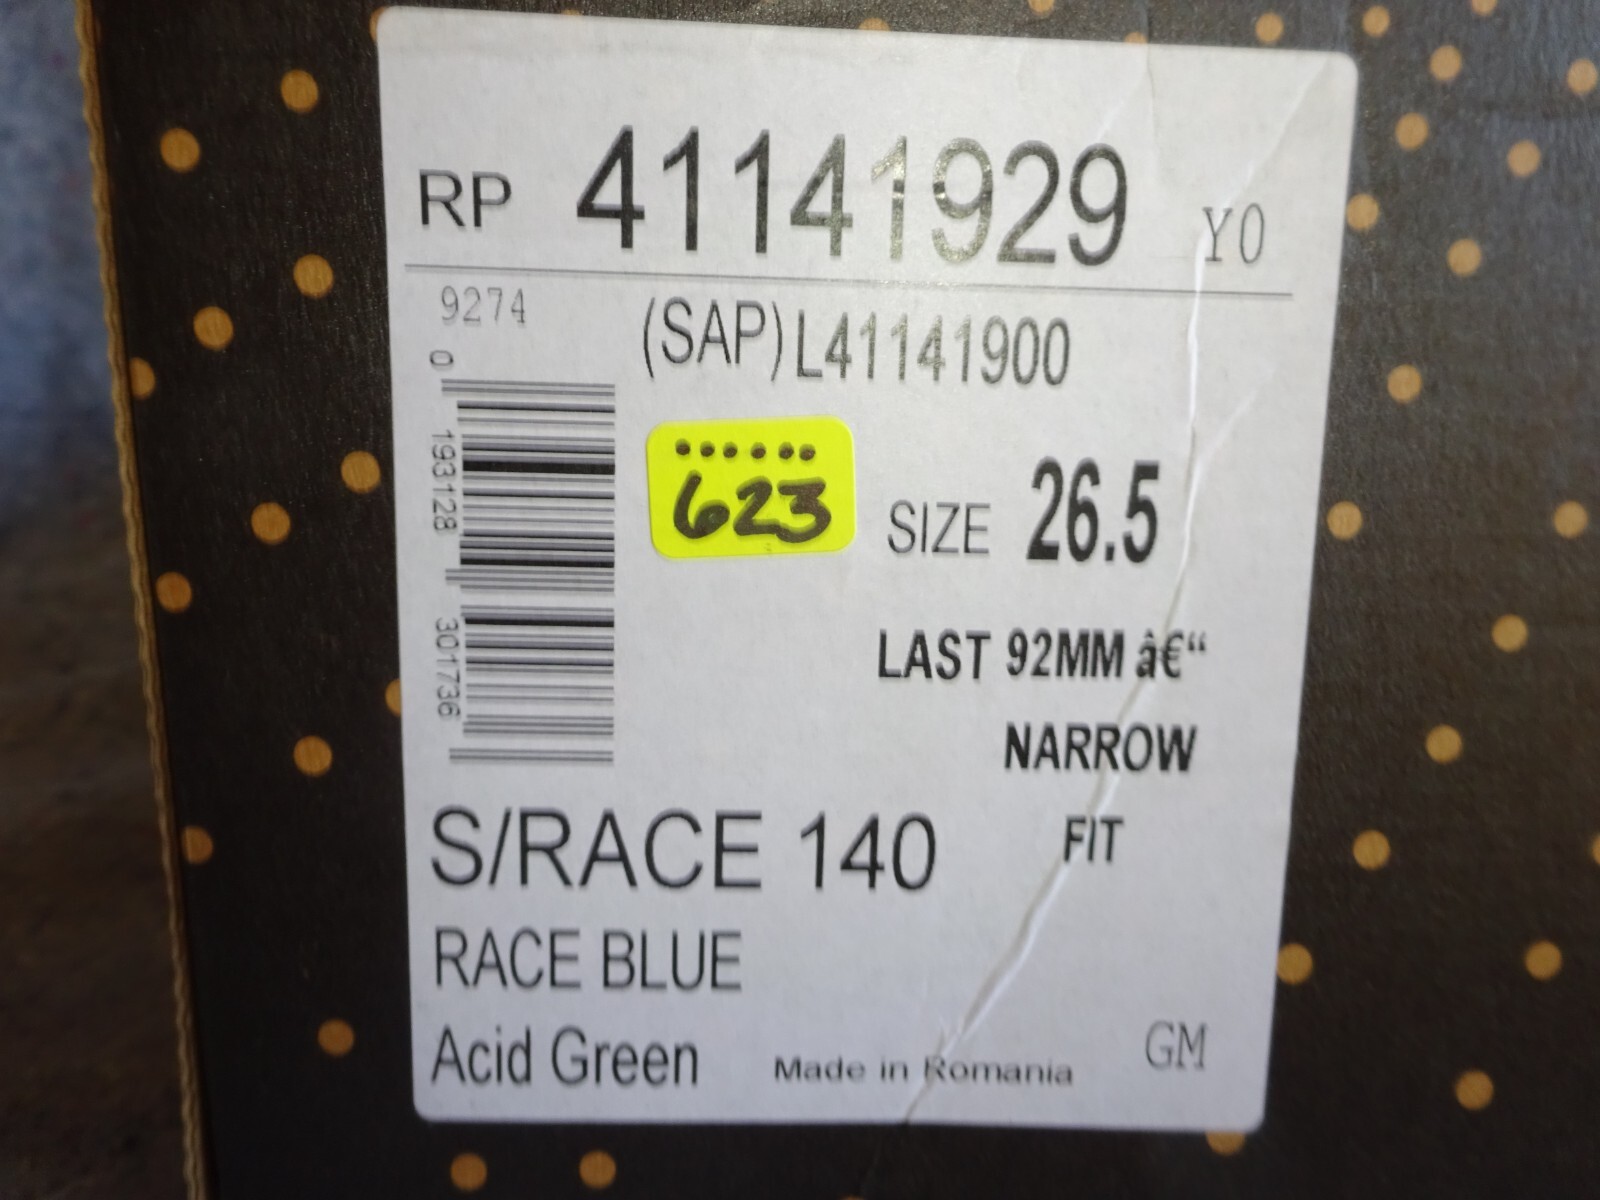 RP 41141929 Y0
9274
(SAP)L41141900
0 193128 301736
623
SIZE 26.5
LAST 92MM â€“
NARROW
FIT
S/RACE 140
RACE BLUE
Acid Green
Made in Romania
GM